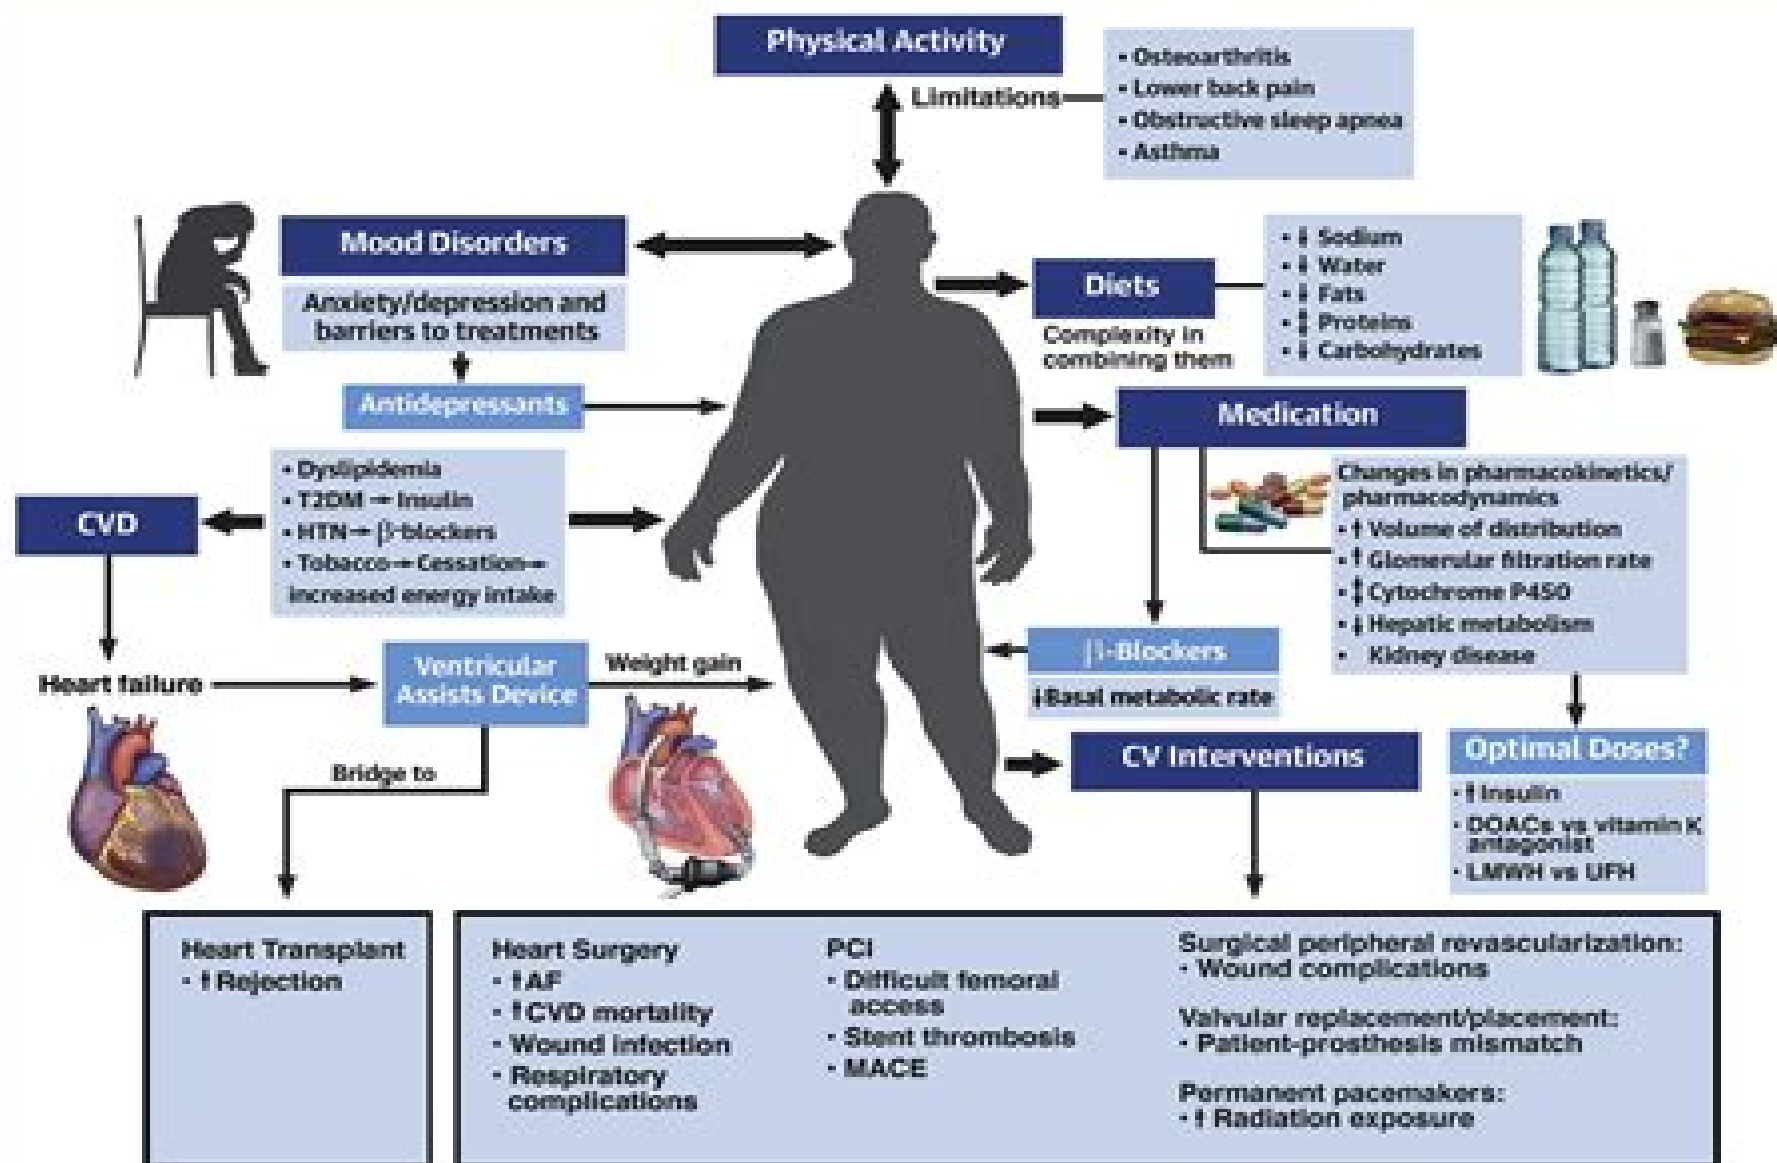 Physical Activity
Limitations
• Osteoarthritis
• Lower back pain
• Obstructive sleep apnea
• Asthma
Mood Disorders
Anxiety/depression and
barriers to treatments
Antidepressants
Diets
Complexity in
combining them
• ↓ Sodium
• ↓ Water
• ↓ Fats
• ↕ Proteins
• ↓ Carbohydrates
Medication
Changes in pharmacokinetics/
pharmacodynamics
• ↑ Volume of distribution
• ↑ Glomerular filtration rate
• ↕ Cytochrome P450
• ↓ Hepatic metabolism
• Kidney disease
CVD
• Dyslipidemia
• T2DM → Insulin
• HTN → β-blockers
• Tobacco → Cessation →
increased energy intake
Heart failure
Ventricular
Assists Device
Weight gain
Bridge to
β-Blockers
↓Basal metabolic rate
CV Interventions
Optimal Doses?
• ↑ Insulin
• DOACs vs vitamin K
antagonist
• LMWH vs UFH
Heart Transplant
• ↑ Rejection
Heart Surgery
• ↑ AF
• ↑ CVD mortality
• Wound infection
• Respiratory
complications
PCI
• Difficult femoral
access
• Stent thrombosis
• MACE
Surgical peripheral revascularization:
• Wound complications
Valvular replacement/placement:
• Patient-prosthesis mismatch
Permanent pacemakers:
• ↑ Radiation exposure